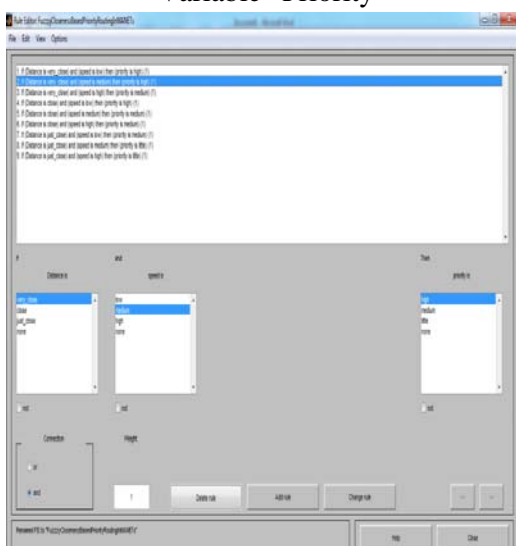 Variable "Priority"
Rule Editor: FuzzyClosenessBasedPriorityRoutingInMANETs
File Edit View Options
1. If (Distance is very_close) and (speed is low) then (priority is high) (1)
2. If (Distance is very_close) and (speed is medium) then (priority is high) (1)
3. If (Distance is very_close) and (speed is high) then (priority is medium) (1)
4. If (Distance is close) and (speed is low) then (priority is high) (1)
5. If (Distance is close) and (speed is medium) then (priority is medium) (1)
6. If (Distance is close) and (speed is high) then (priority is medium) (1)
7. If (Distance is just_close) and (speed is low) then (priority is medium) (1)
8. If (Distance is just_close) and (speed is medium) then (priority is little) (1)
9. If (Distance is just_close) and (speed is high) then (priority is little) (1)
If and Then
Distance is speed is priority is
very_close
close
just_close
none
low
medium
high
none
high
medium
little
none
not not not
Connection Weight:
or
and
1 Delete rule Add rule Change rule << >>
Renamed FIS to "FuzzyClosenessBasedPriorityRoutingInMANETs"
Help Close